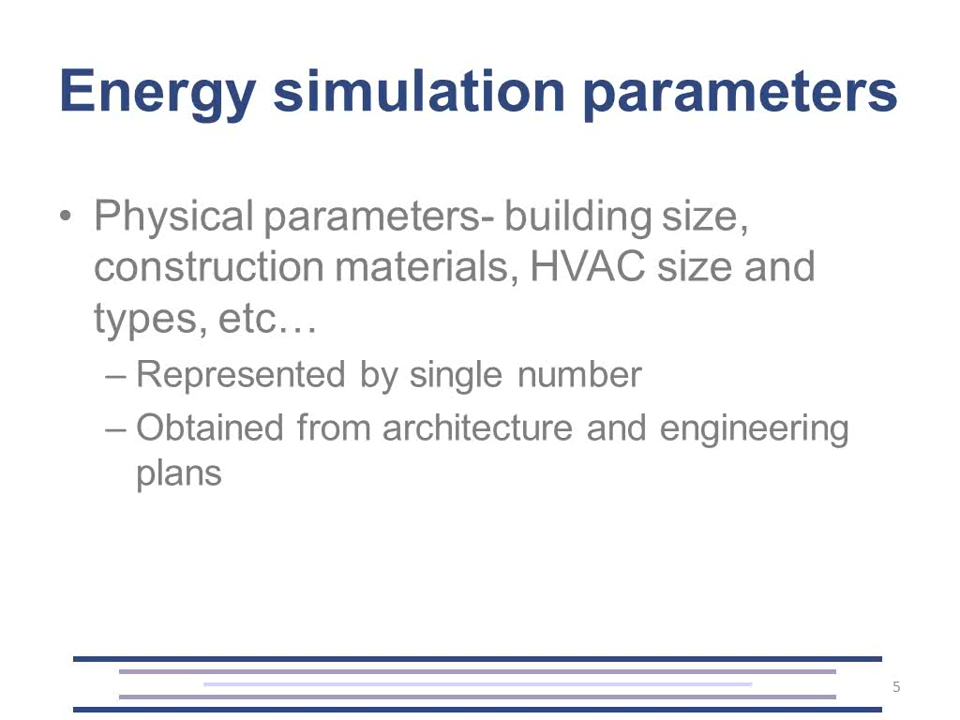 Energy simulation parameters
• Physical parameters- building size,
construction materials, HVAC size and
types, etc…
– Represented by single number
– Obtained from architecture and engineering
plans
5